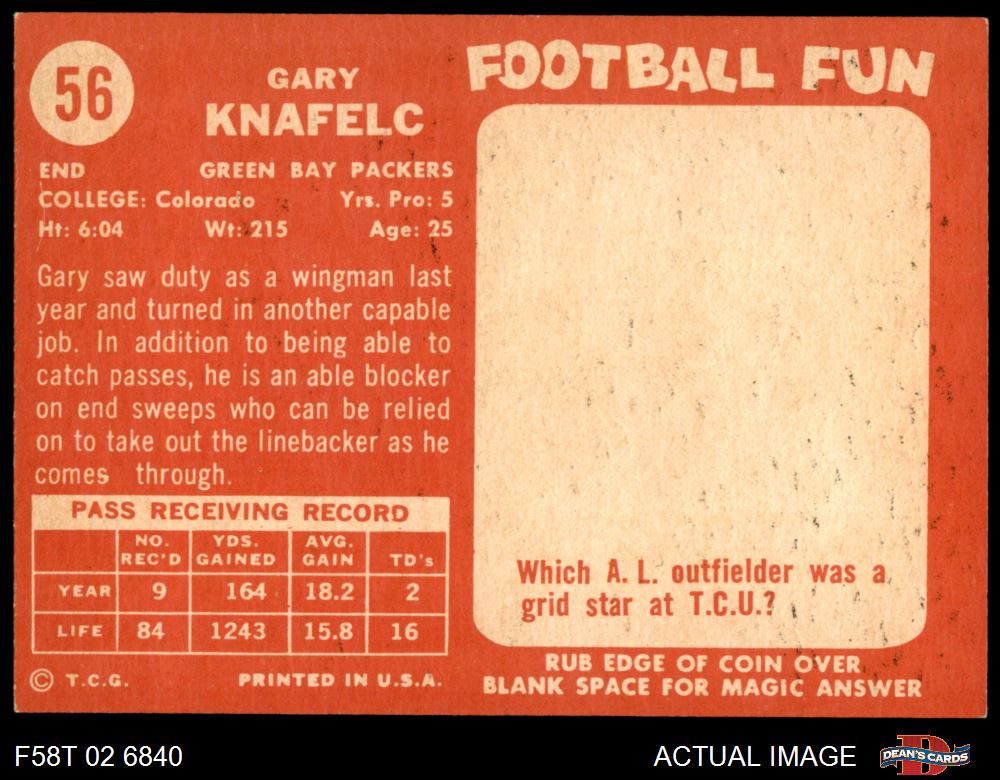 56
GARY
KNAFELC
END GREEN BAY PACKERS
COLLEGE: Colorado Yrs. Pro: 5
Ht: 6:04 Wt: 215 Age: 25
Gary saw duty as a wingman last
year and turned in another capable
job. In addition to being able to
catch passes, he is an able blocker
on end sweeps who can be relied
on to take out the linebacker as he
comes through.
PASS RECEIVING RECORD
NO. REC'D YDS. GAINED AVG. GAIN TD's
YEAR 9 164 18.2 2
LIFE 84 1243 15.8 16
© T.C.G. PRINTED IN U.S.A.
FOOTBALL FUN
Which A. L. outfielder was a
grid star at T.C.U.?
RUB EDGE OF COIN OVER
BLANK SPACE FOR MAGIC ANSWER
F58T 02 6840
ACTUAL IMAGE
DEAN'S CARDS